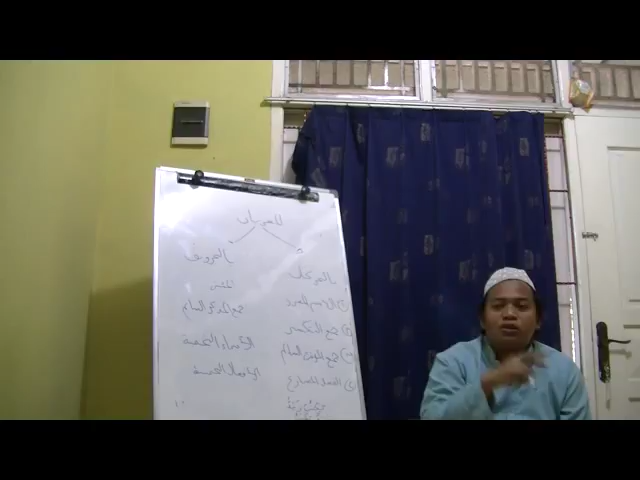 المعربات
بالحركات
بالحروف
الاسم المفرد
جمع التكسير
جمع المؤنث السالم
الفعل المضارع
المثنى
جمع المذكر السالم
الأسماء الخمسة
الأفعال الخمسة